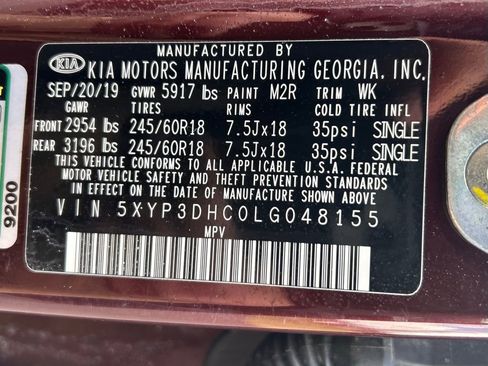 MANUFACTURED BY
KIA KIA MOTORS MANUFACTURING GEORGIA, INC.
SEP/20/19 GVWR 5917 lbs PAINT M2R TRIM WK
GAWR TIRES RIMS COLD TIRE INFL
FRONT 2954 lbs 245/60R18 7.5Jx18 35psi SINGLE
REAR 3196 lbs 245/60R18 7.5Jx18 35psi SINGLE
THIS VEHICLE CONFORMS TO ALL APPLICABLE U.S.A. FEDERAL
MOTOR VEHICLE SAFETY, BUMPER, AND THEFT PREVENTION STANDARDS
IN EFFECT ON THE DATE OF MANUFACTURE SHOWN ABOVE.
VIN 5XYP3DHC0LG048155
MPV
9200